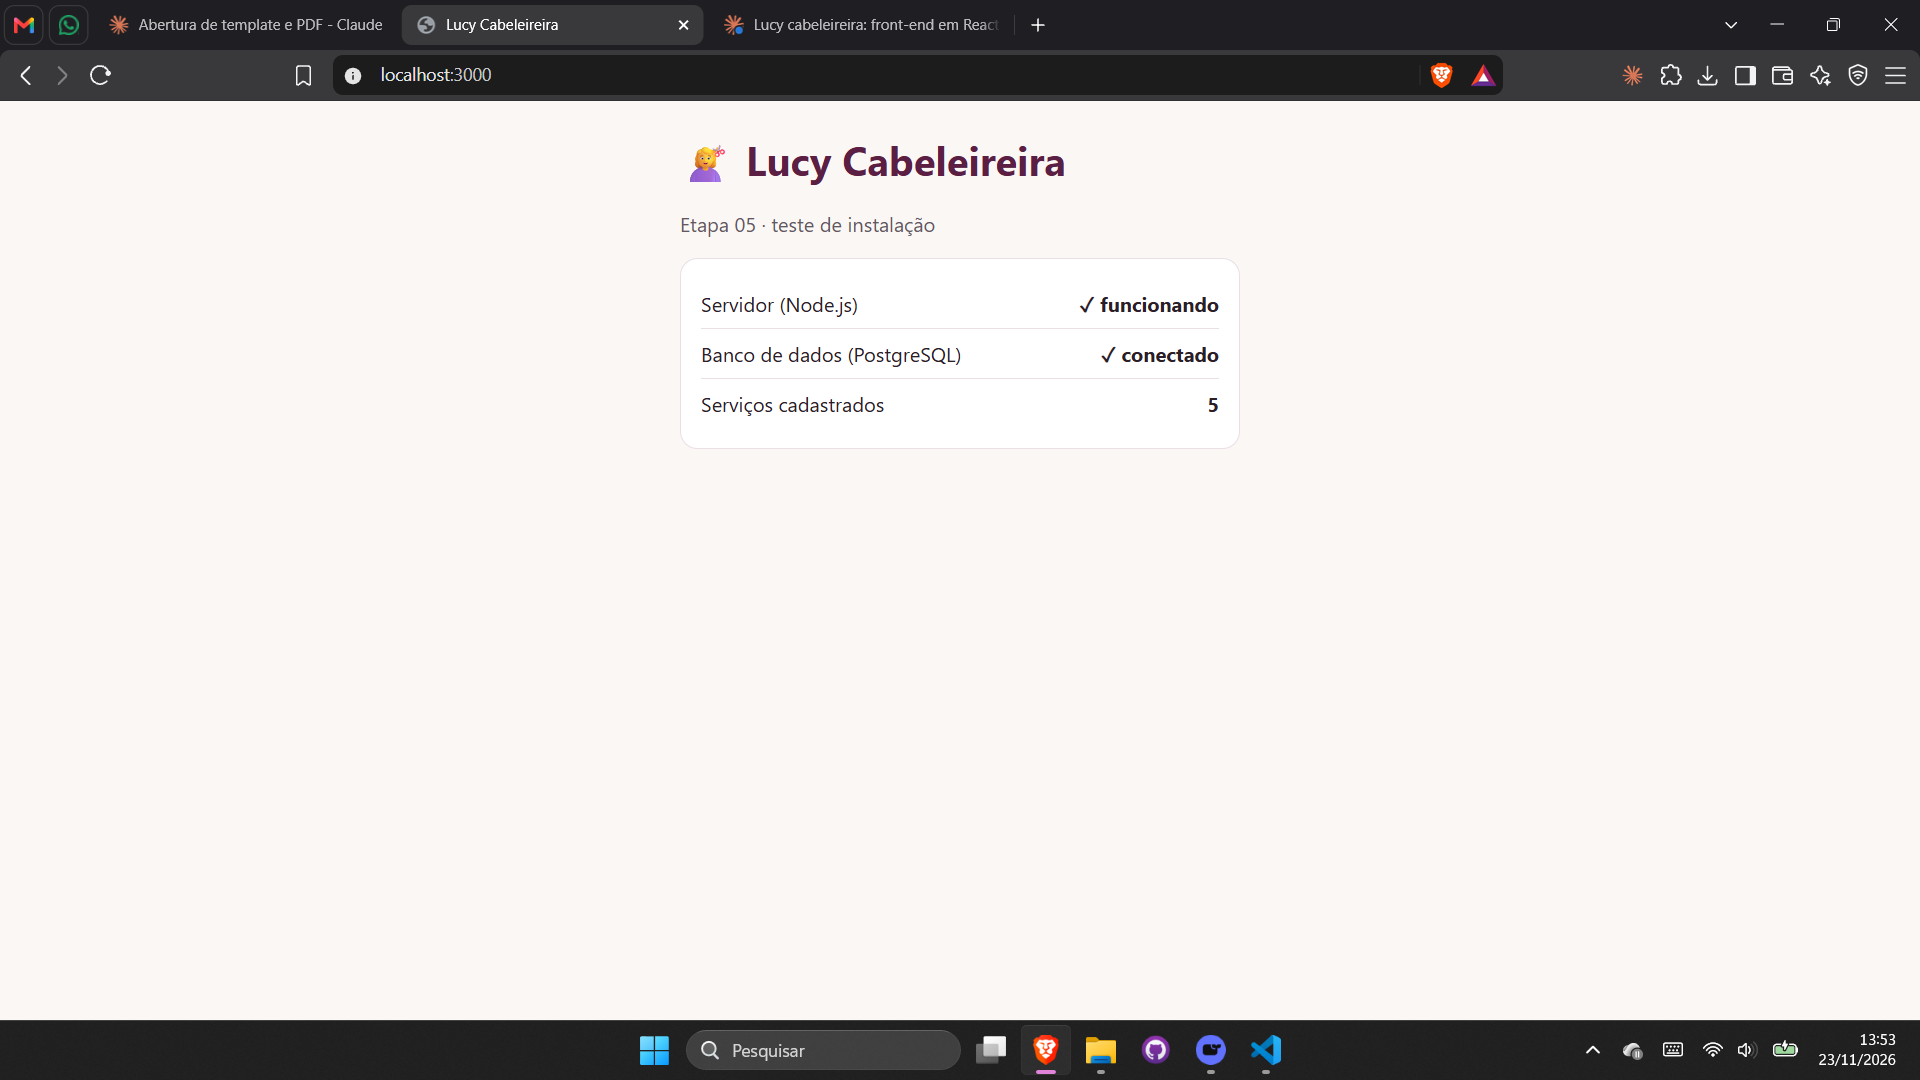 Abertura de template e PDF - Claude
Lucy Cabeleireira
Lucy cabeleireira: front-end em React
localhost:3000
Lucy Cabeleireira
Etapa 05 · teste de instalação
Servidor (Node.js) ✓ funcionando
Banco de dados (PostgreSQL) ✓ conectado
Serviços cadastrados 5
Pesquisar
13:53
23/11/2026